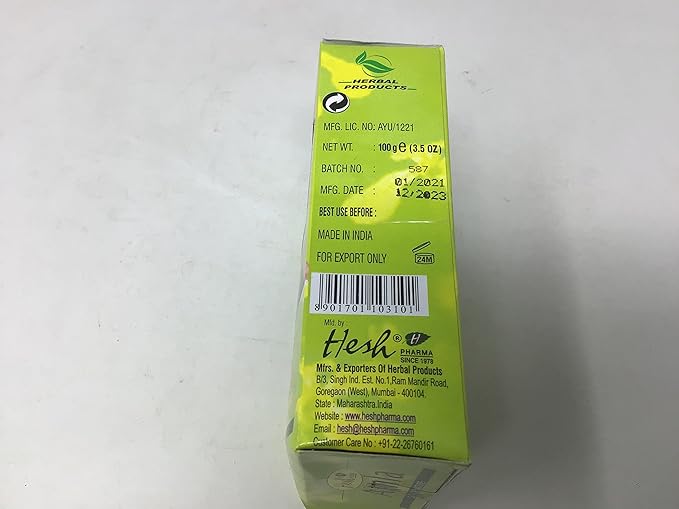 HERBAL
PRODUCTS
MFG. LIC. NO: AYU/1221
NET WT. : 100 g e (3.5 OZ)
BATCH NO. : 587
01/2021
MFG. DATE : 12/2023
BEST USE BEFORE :
MADE IN INDIA
FOR EXPORT ONLY
24M
8901701103101
Mfd. by
Hesh® H
PHARMA
SINCE 1978
Mfrs. & Exporters Of Herbal Products
B/3, Singh Ind. Est. No.1,Ram Mandir Road,
Goregaon (West), Mumbai - 400104.
State : Maharashtra.India
Website : www.heshpharma.com
Email : hesh@heshpharma.com
Customer Care No : +91-22-26760161
Amla